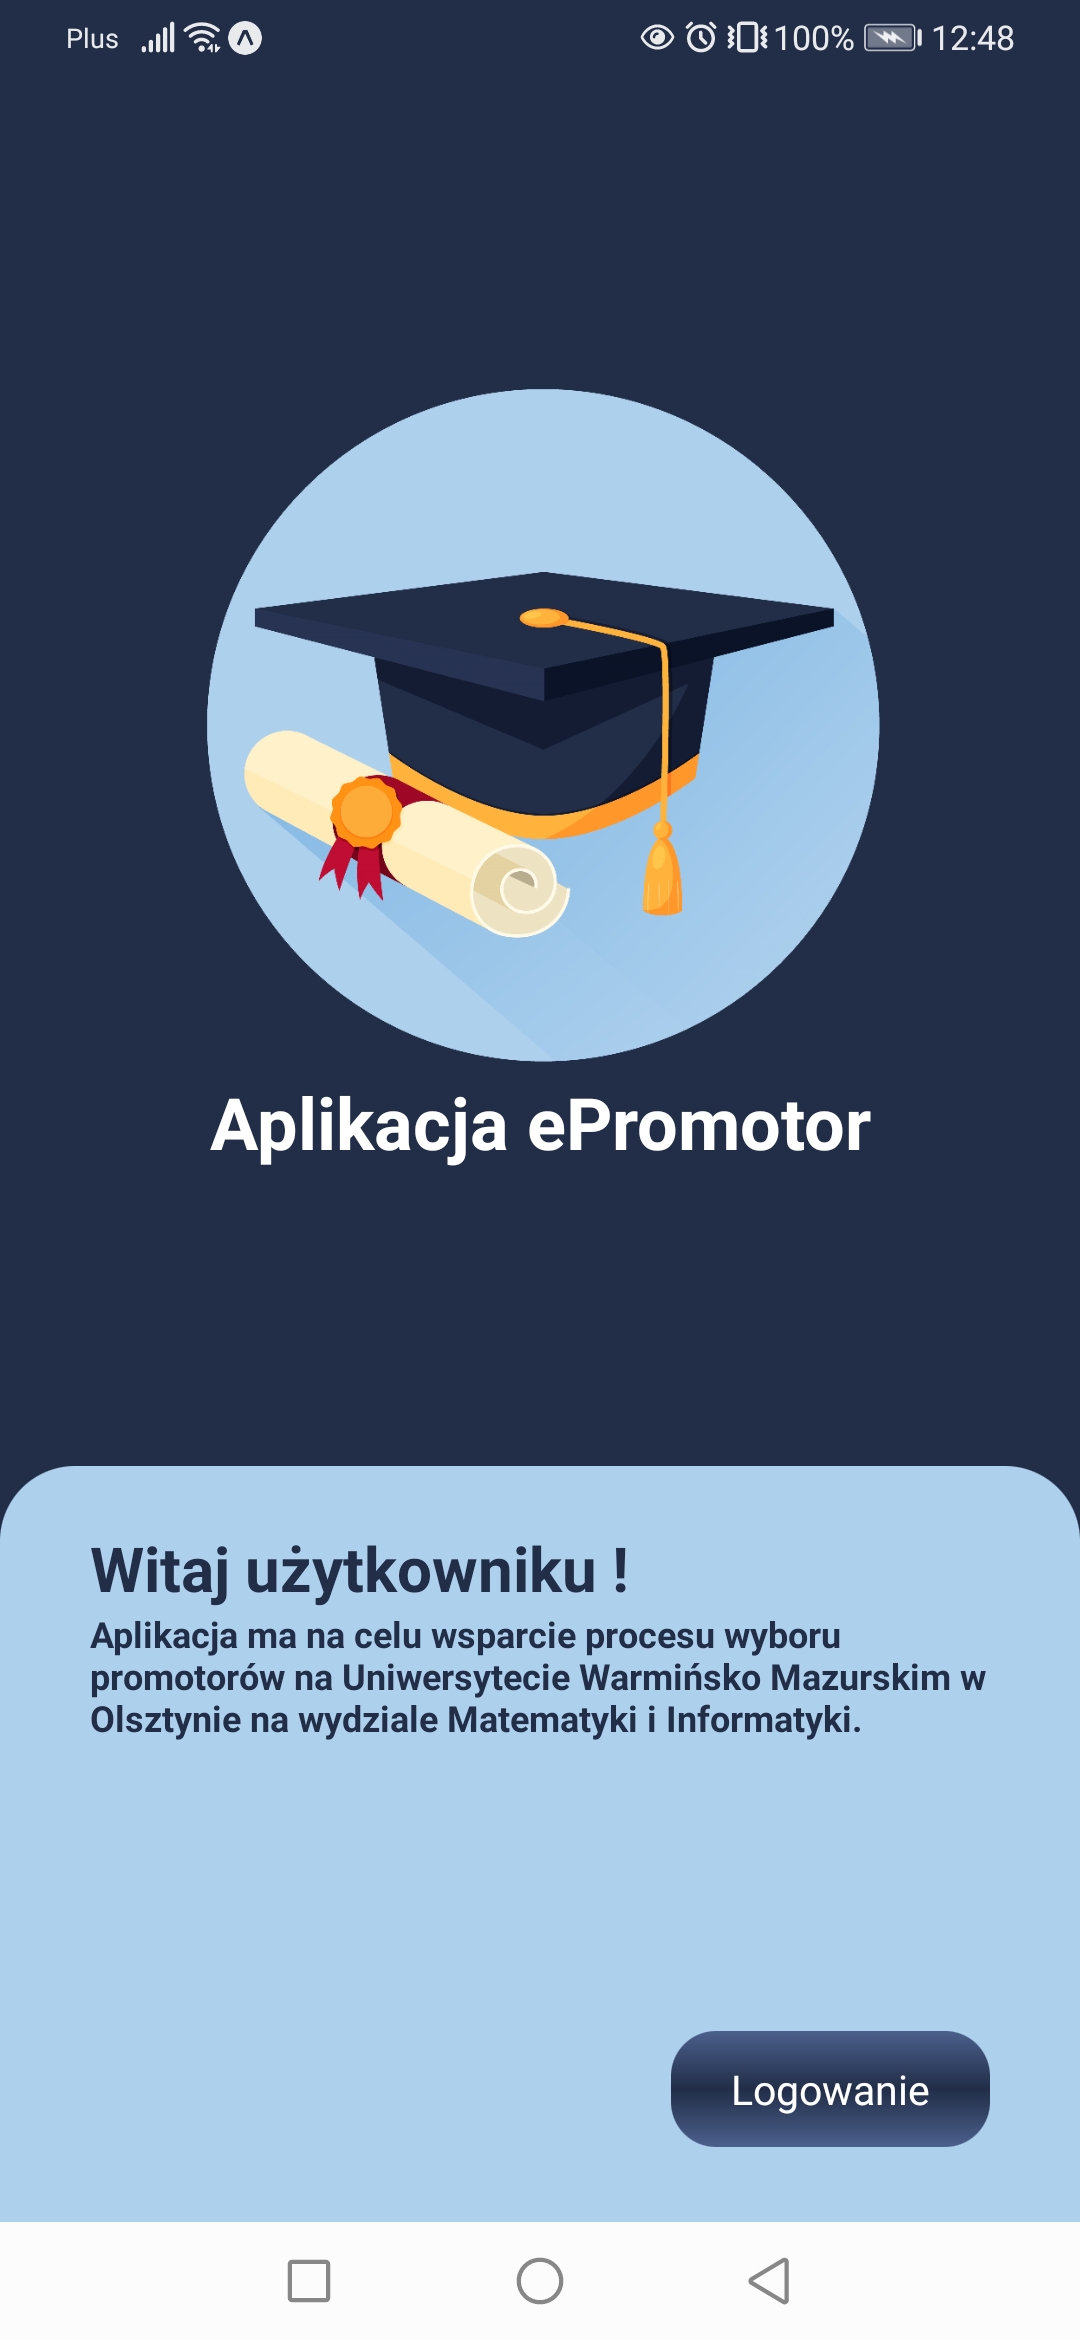 Plus 100% 12:48
Aplikacja ePromotor
Witaj użytkowniku !
Aplikacja ma na celu wsparcie procesu wyboru
promotorów na Uniwersytecie Warmińsko Mazurskim w
Olsztynie na wydziale Matematyki i Informatyki.
Logowanie